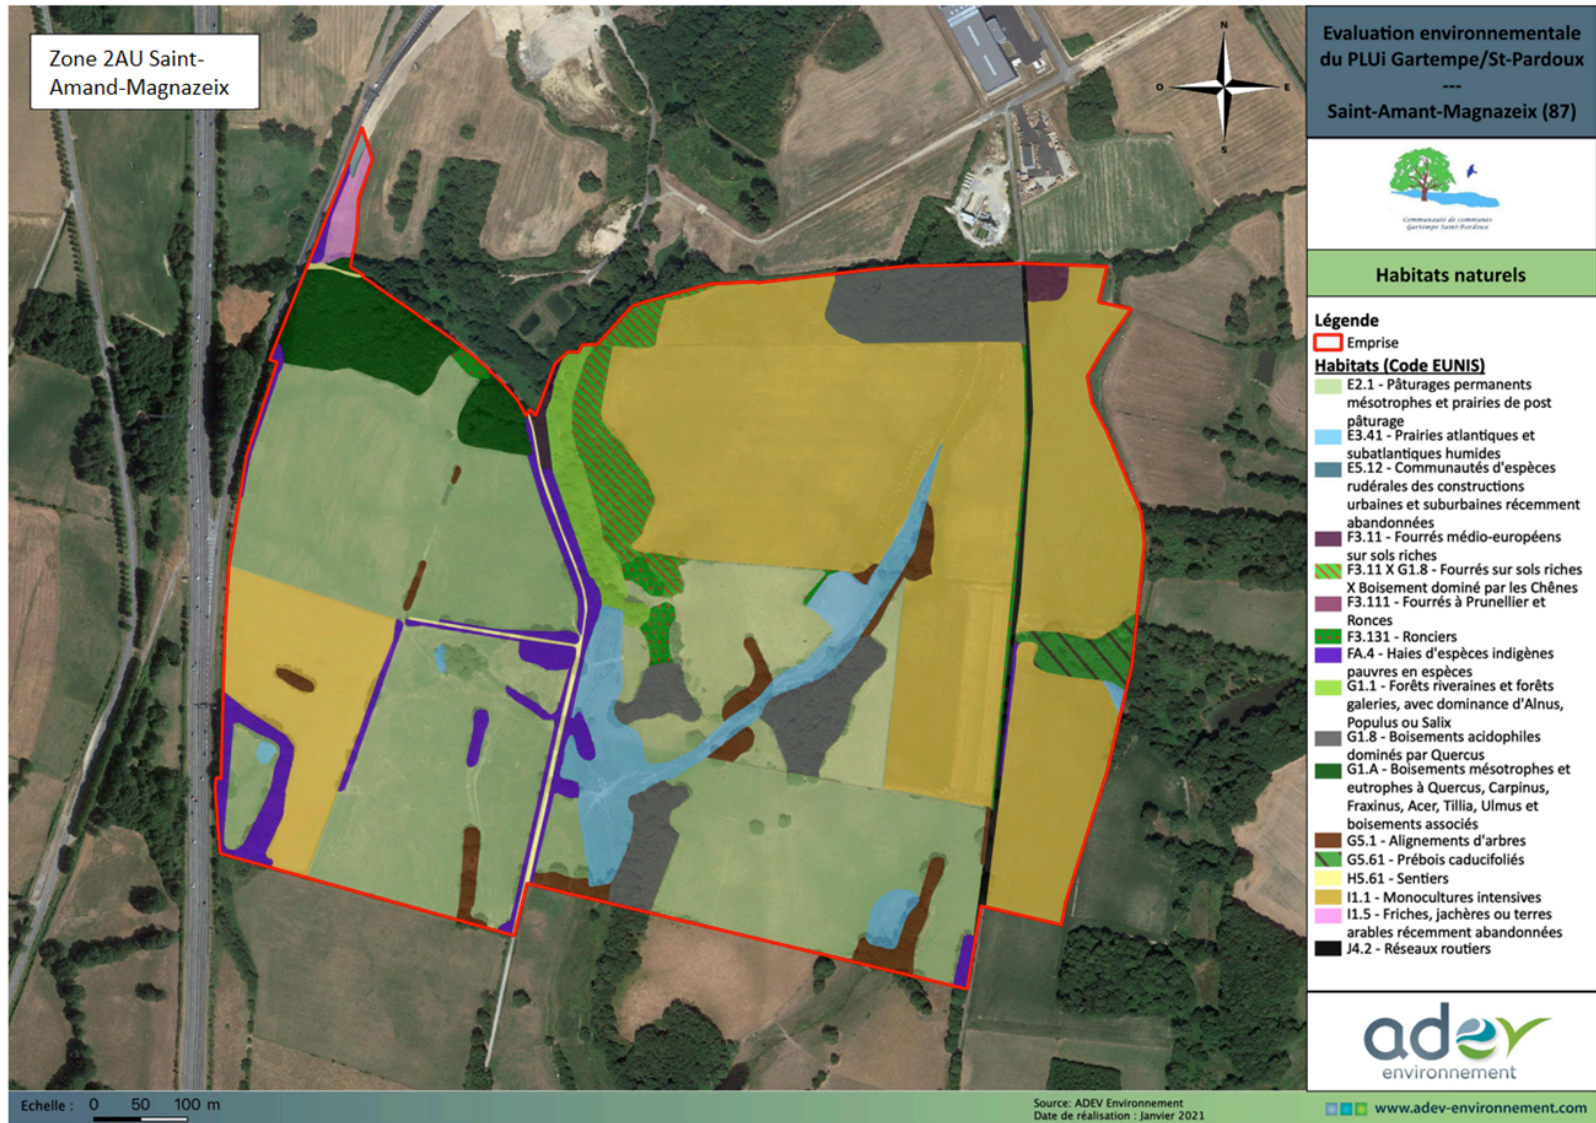 Zone 2AU Saint-
Amand-Magnazeix
N
O
E
S
Evaluation environnementale
du PLUi Gartempe/St-Pardoux
---
Saint-Amant-Magnazeix (87)
Communauté de communes
Gartempe Saint-Pardoux
Habitats naturels
Légende
Emprise
Habitats (Code EUNIS)
E2.1 - Pâturages permanents
mésotrophes et prairies de post
pâturage
E3.41 - Prairies atlantiques et
subatlantiques humides
E5.12 - Communautés d'espèces
rudérales des constructions
urbaines et suburbaines récemment
abandonnées
F3.11 - Fourrés médio-européens
sur sols riches
F3.11 X G1.8 - Fourrés sur sols riches
X Boisement dominé par les Chênes
F3.111 - Fourrés à Prunellier et
Ronces
F3.131 - Ronciers
FA.4 - Haies d'espèces indigènes
pauvres en espèces
G1.1 - Forêts riveraines et forêts
galeries, avec dominance d'Alnus,
Populus ou Salix
G1.8 - Boisements acidophiles
dominés par Quercus
G1.A - Boisements mésotrophes et
eutrophes à Quercus, Carpinus,
Fraxinus, Acer, Tillia, Ulmus et
boisements associés
G5.1 - Alignements d'arbres
G5.61 - Prébois caducifoliés
H5.61 - Sentiers
I1.1 - Monocultures intensives
I1.5 - Friches, jachères ou terres
arables récemment abandonnées
J4.2 - Réseaux routiers
adev
environnement
Echelle : 0 50 100 m
Source: ADEV Environnement
Date de réalisation : Janvier 2021
www.adev-environnement.com